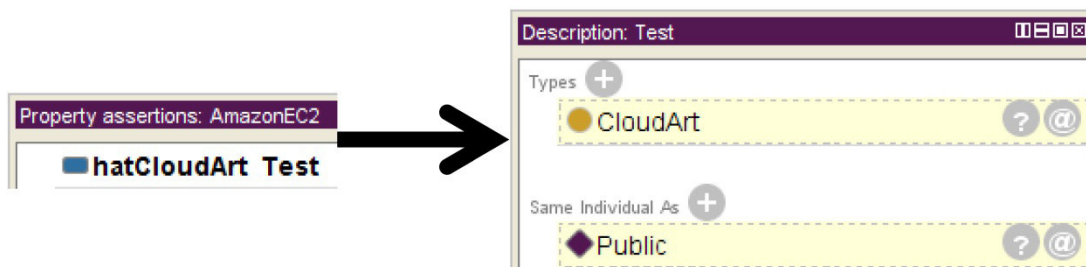 Property assertions: AmazonEC2
hatCloudArt Test
Description: Test
Types +
CloudArt ? @
Same Individual As +
Public ? @